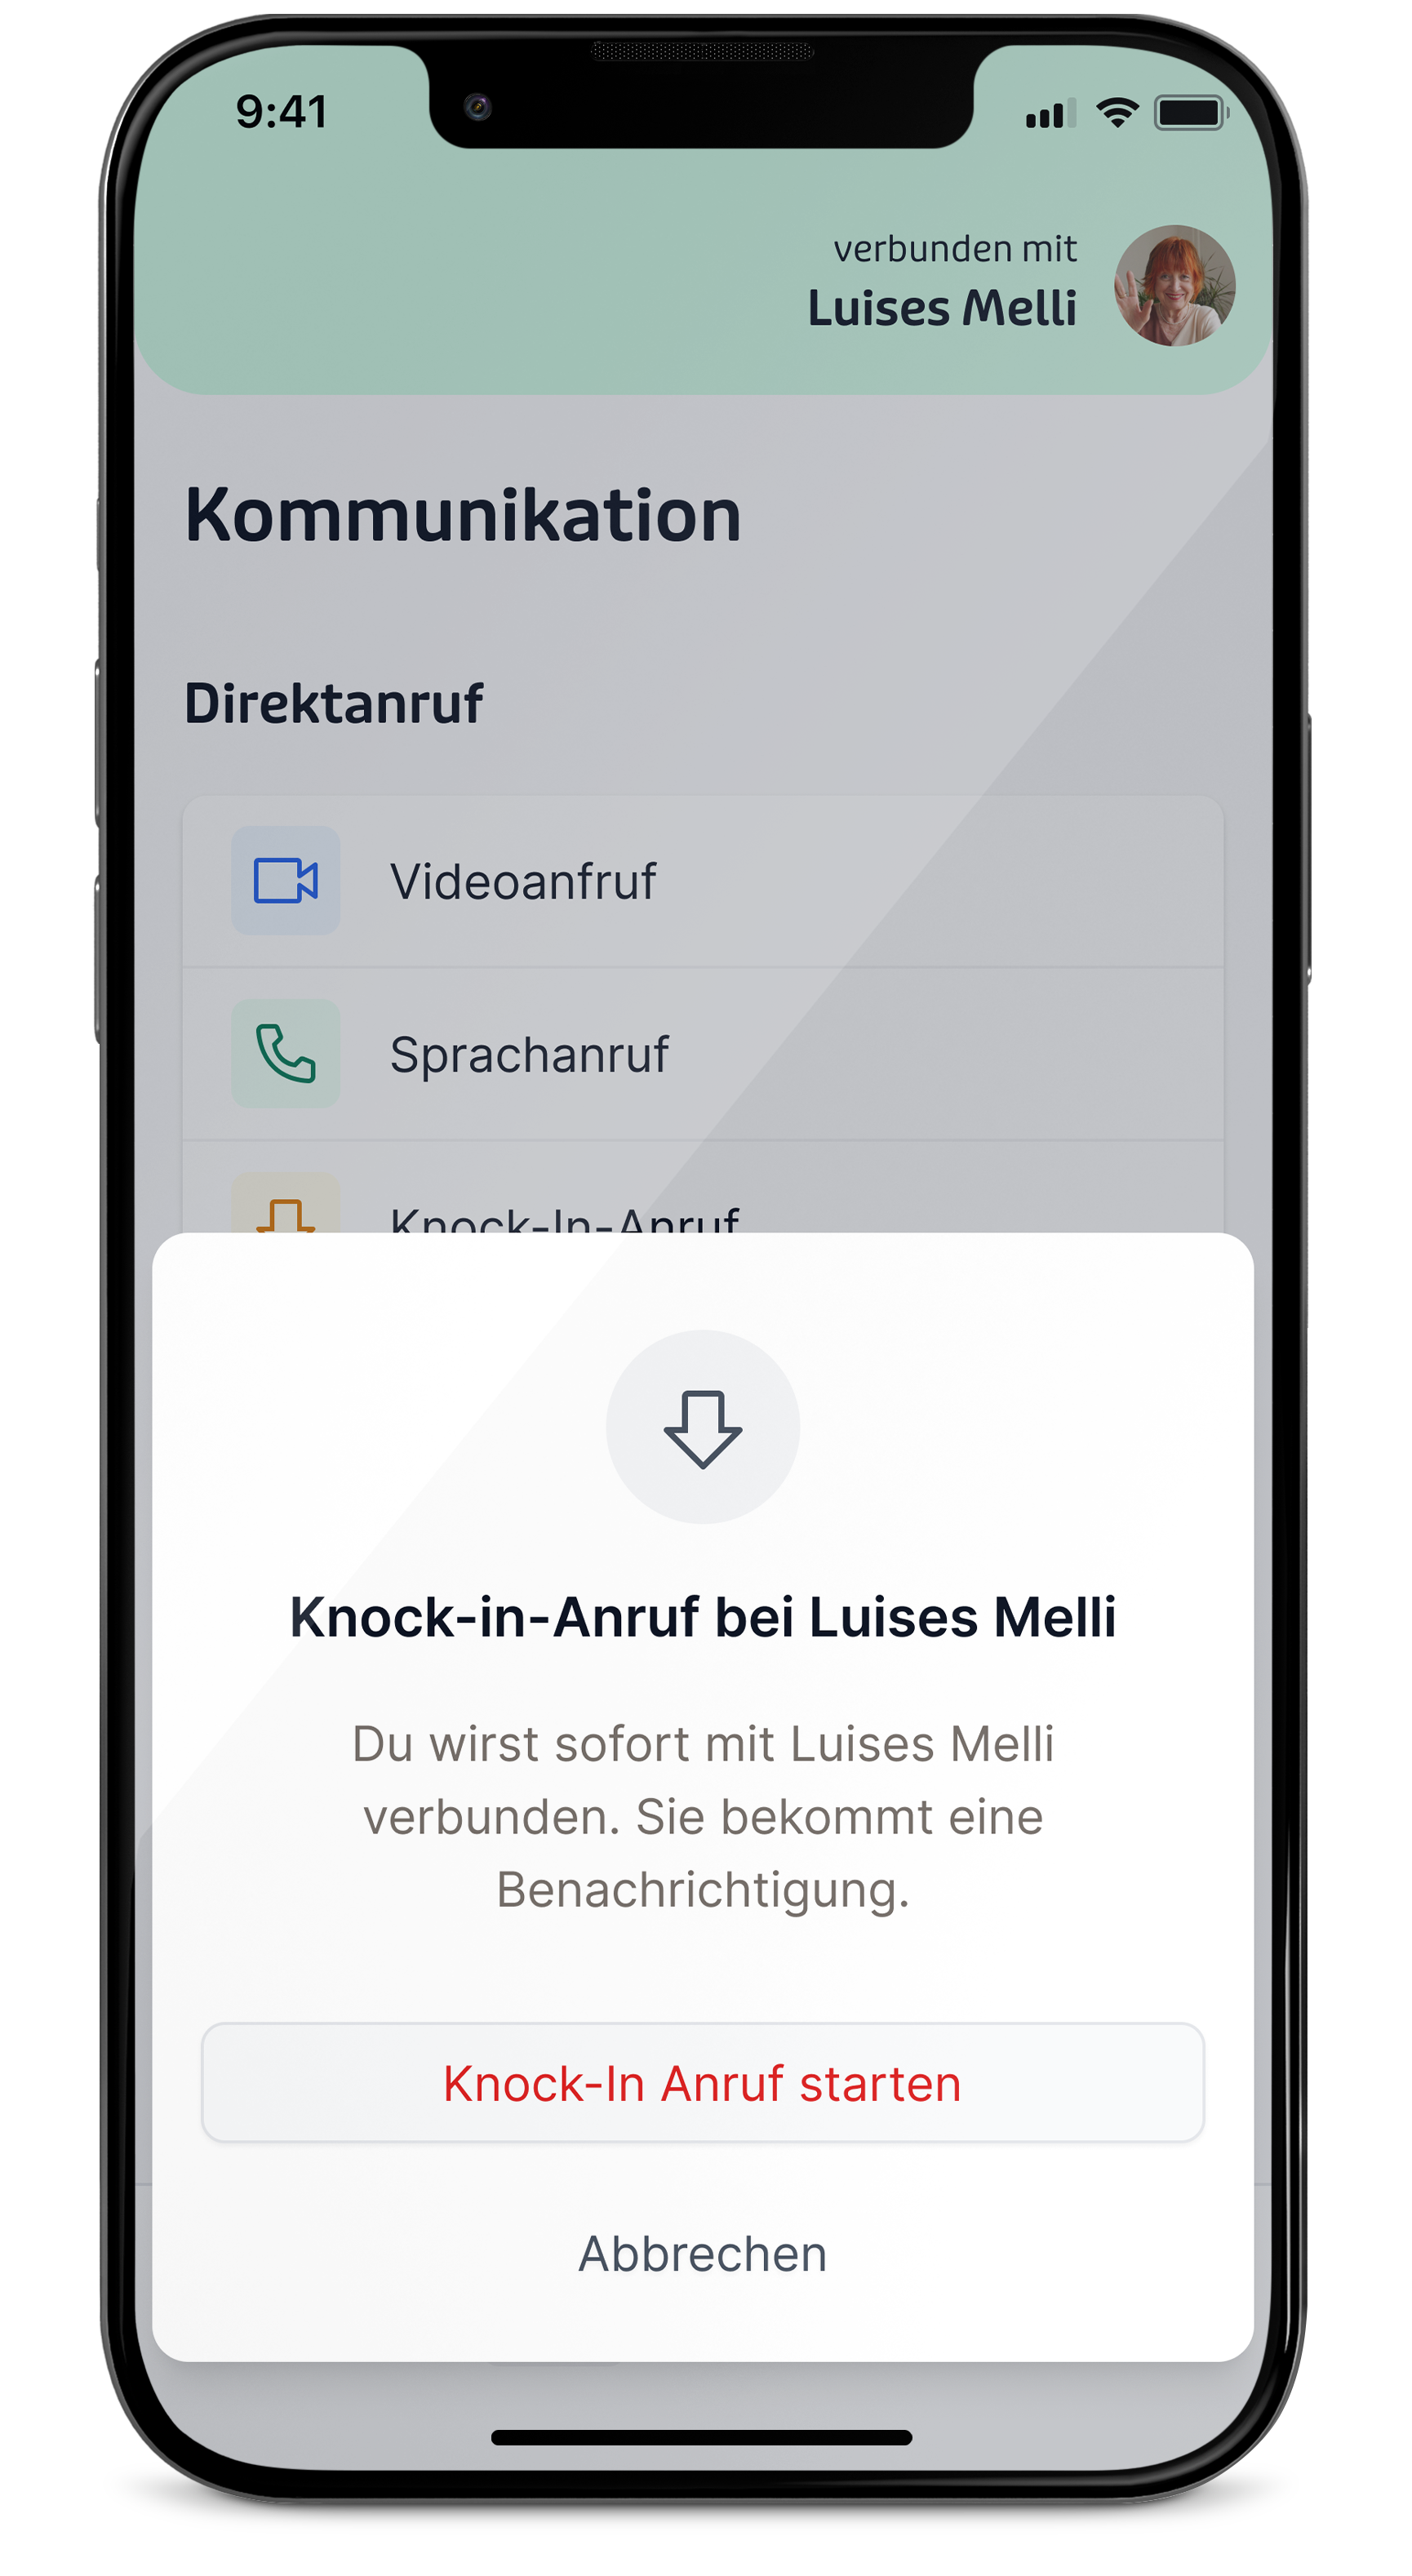 9:41
verbunden mit
Luises Melli
Kommunikation
Direktanruf
Videoanfruf
Sprachanruf
Knock-In-Anruf
Knock-in-Anruf bei Luises Melli
Du wirst sofort mit Luises Melli
verbunden. Sie bekommt eine
Benachrichtigung.
Knock-In Anruf starten
Abbrechen